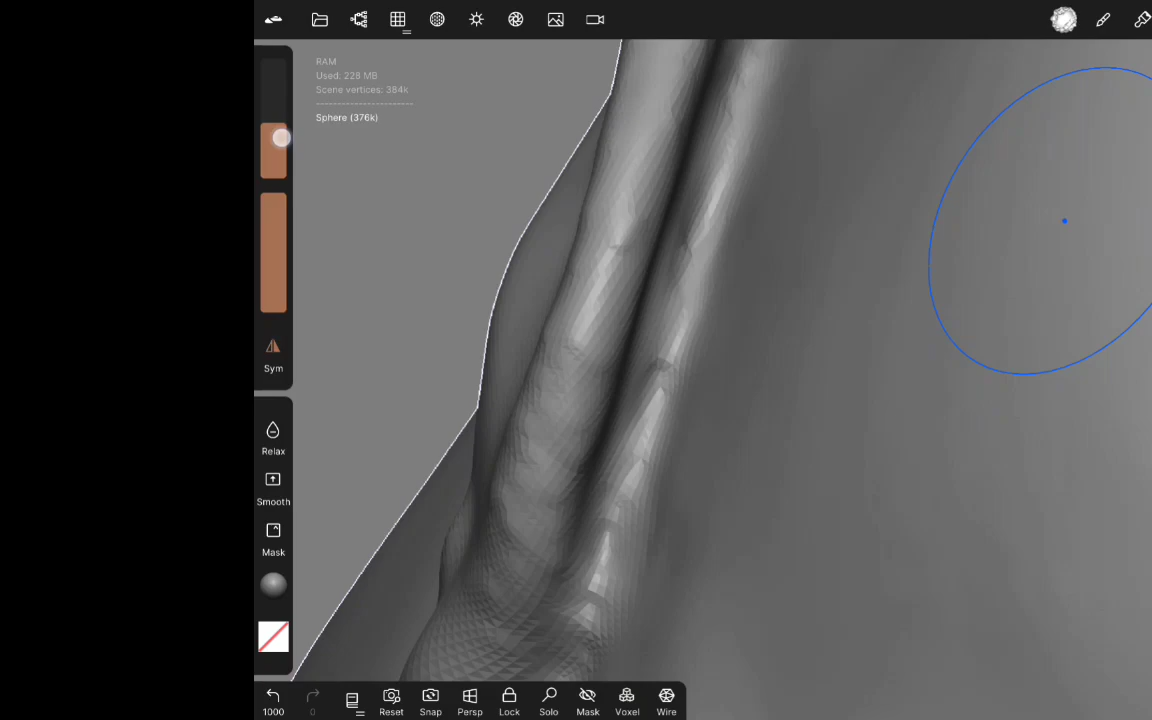 RAM
Used: 228 MB
Scene vertices: 384k
----------------------
Sphere (376k)
Sym
Relax
Smooth
Mask
1000
0
Reset
Snap
Persp
Lock
Solo
Mask
Voxel
Wire